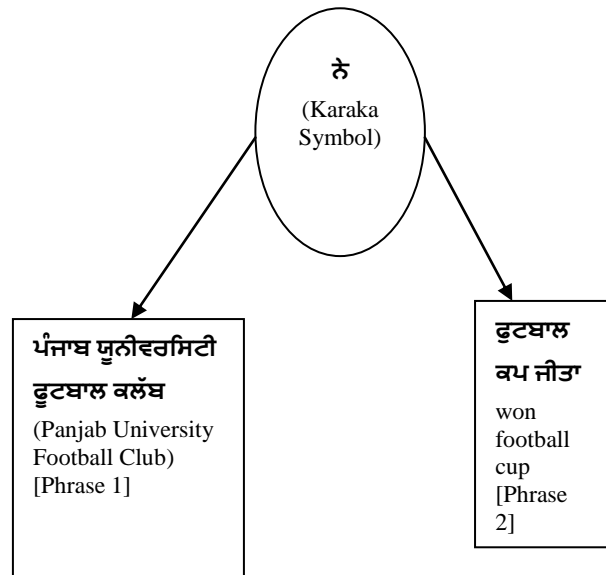 ਨੇ
(Karaka
Symbol)
ਪੰਜਾਬ ਯੂਨੀਵਰਸਿਟੀ
ਫੂਟਬਾਲ ਕਲੱਬ
(Panjab University
Football Club)
[Phrase 1]
ਫੁਟਬਾਲ
ਕਪ ਜੀਤਾ
won
football
cup
[Phrase
2]